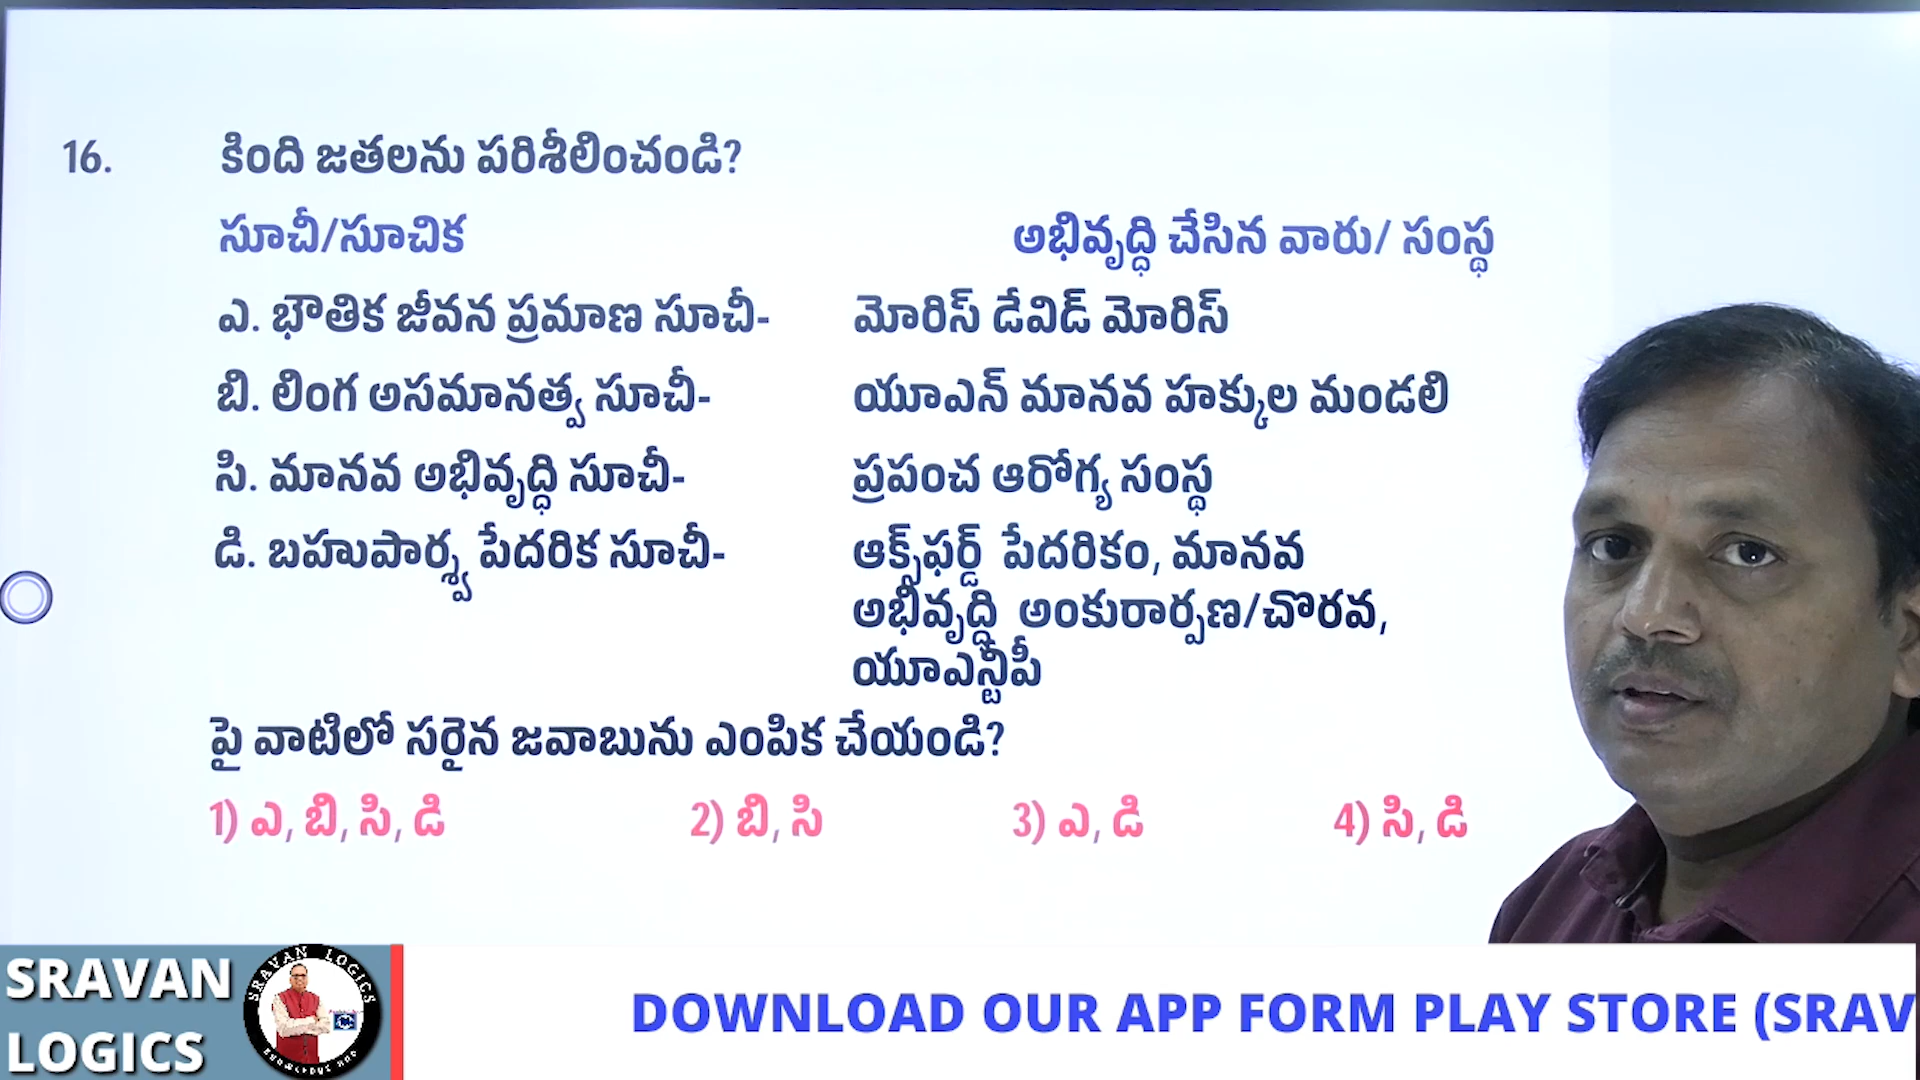 16. కింది జతలను పరిశీలించండి?
సూచీ/సూచిక అభివృద్ధి చేసిన వారు/ సంస్థ
ఎ. భౌతిక జీవన ప్రమాణ సూచీ- మోరిస్ డేవిడ్ మోరిస్
బి. లింగ అసమానత్వ సూచీ- యూఎన్ మానవ హక్కుల మండలి
సి. మానవ అభివృద్ధి సూచీ- ప్రపంచ ఆరోగ్య సంస్థ
డి. బహుపార్శ్వ పేదరిక సూచీ- ఆక్స్‌ఫర్డ్ పేదరికం, మానవ
అభివృద్ధి అంకురార్పణ/చొరవ,
యూఎన్డీపీ
పై వాటిలో సరైన జవాబును ఎంపిక చేయండి?
1) ఎ, బి, సి, డి 2) బి, సి 3) ఎ, డి 4) సి, డి
SRAVAN
LOGICS
SRAVAN LOGICS
DOWNLOAD OUR APP FORM PLAY STORE (SRAV